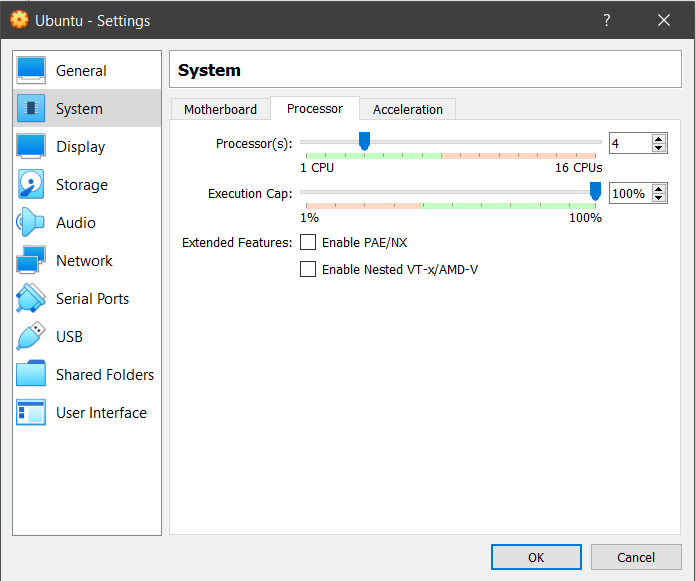 Ubuntu - Settings
?
General
System
Display
Storage
Audio
Network
Serial Ports
USB
Shared Folders
User Interface
System
Motherboard
Processor
Acceleration
Processor(s):
4
1 CPU
16 CPUs
Execution Cap:
100%
1%
100%
Extended Features:
Enable PAE/NX
Enable Nested VT-x/AMD-V
OK
Cancel